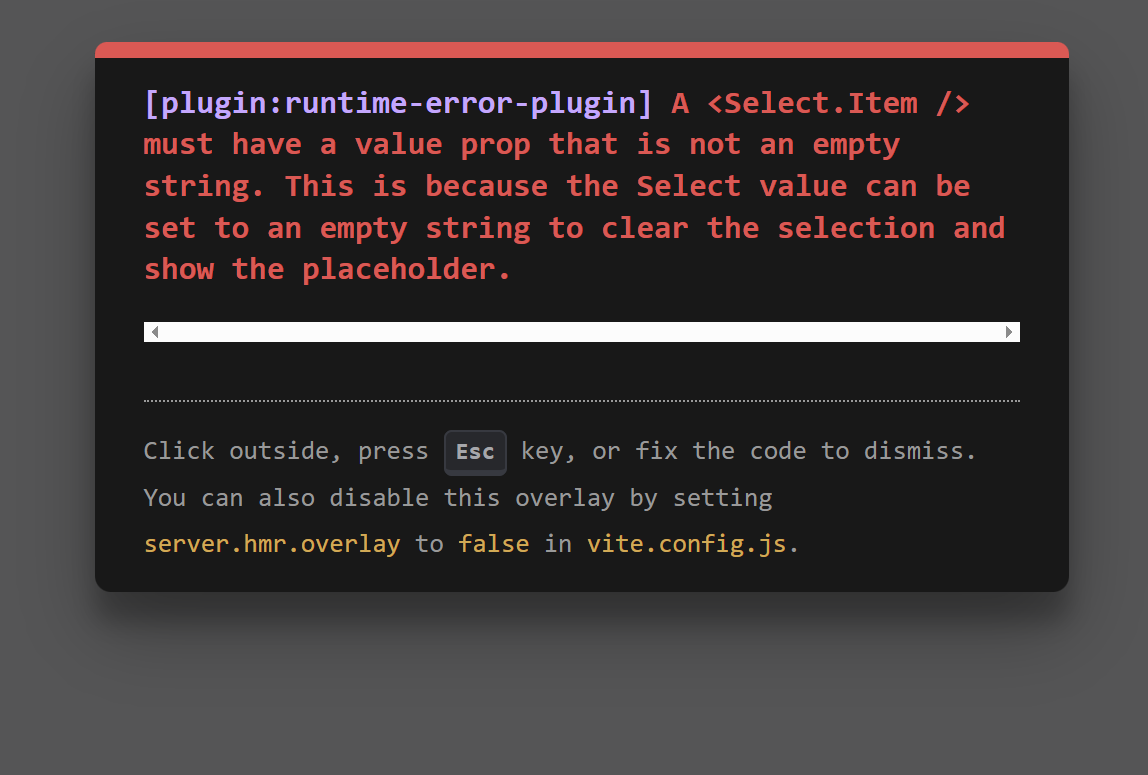 [plugin:runtime-error-plugin] A <Select.Item />
must have a value prop that is not an empty
string. This is because the Select value can be
set to an empty string to clear the selection and
show the placeholder.
Click outside, press Esc key, or fix the code to dismiss.
You can also disable this overlay by setting
server.hmr.overlay to false in vite.config.js.